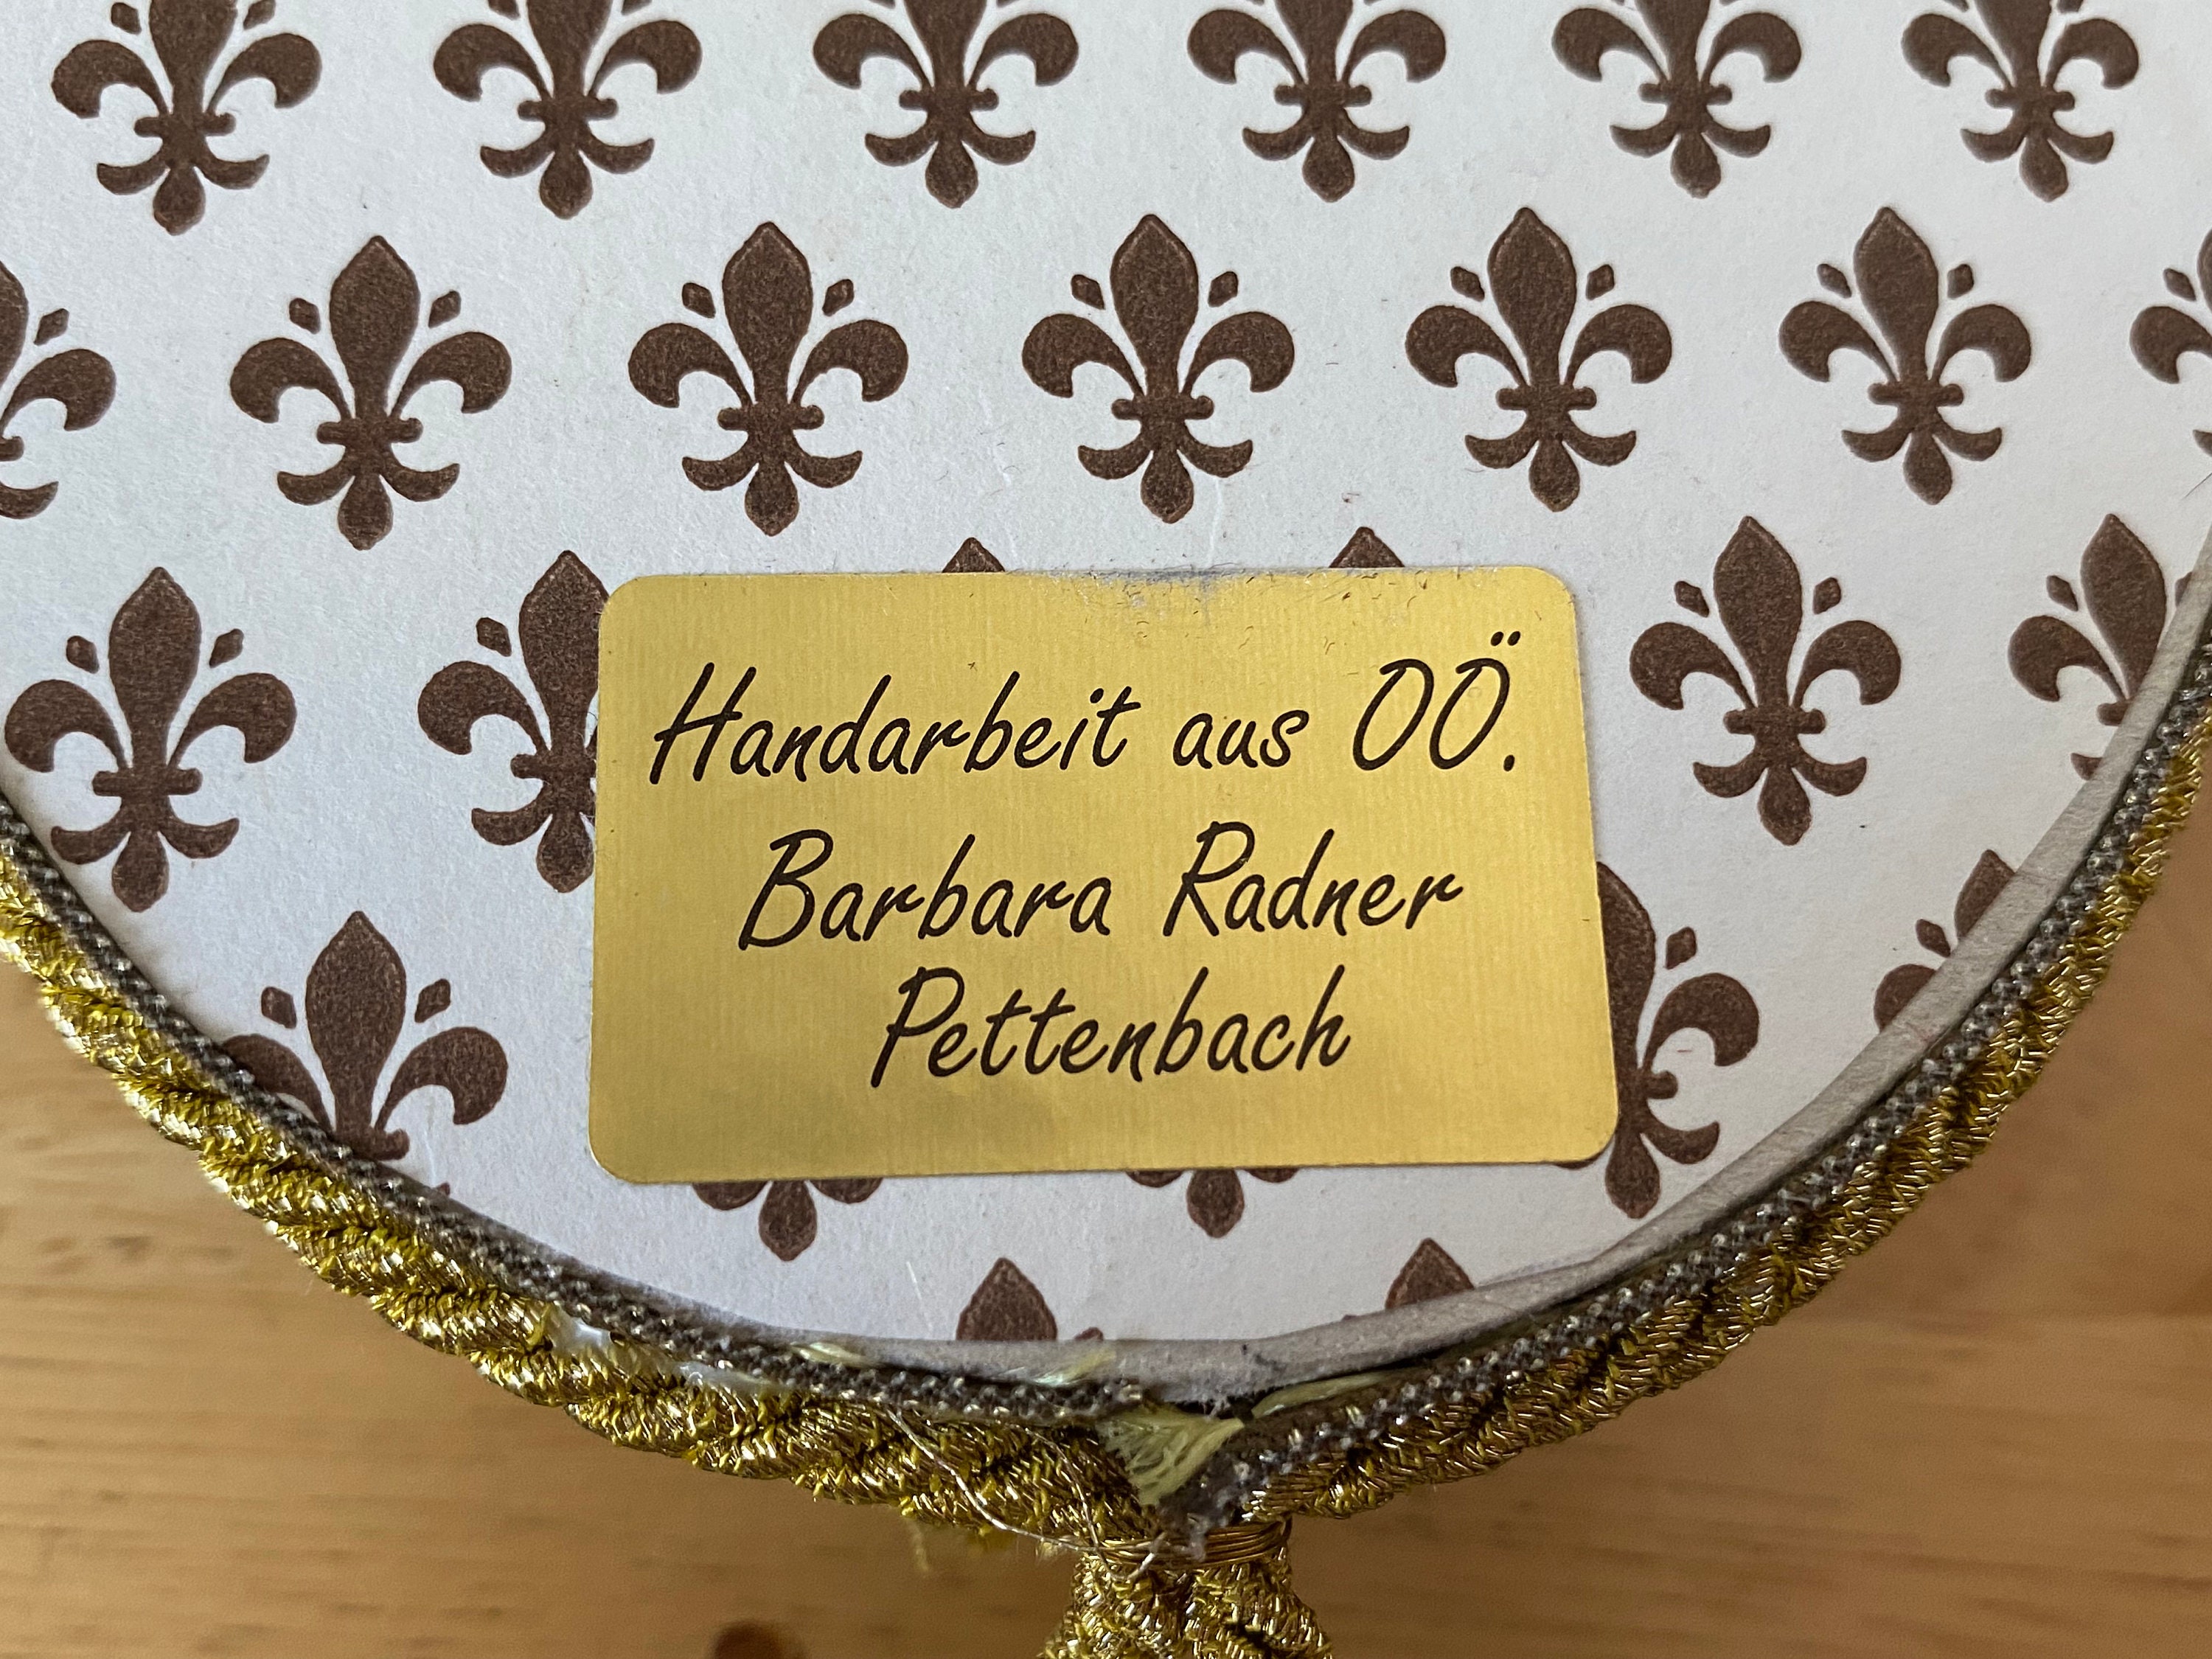 Handarbeit aus OÖ.
Barbara Radner
Pettenbach